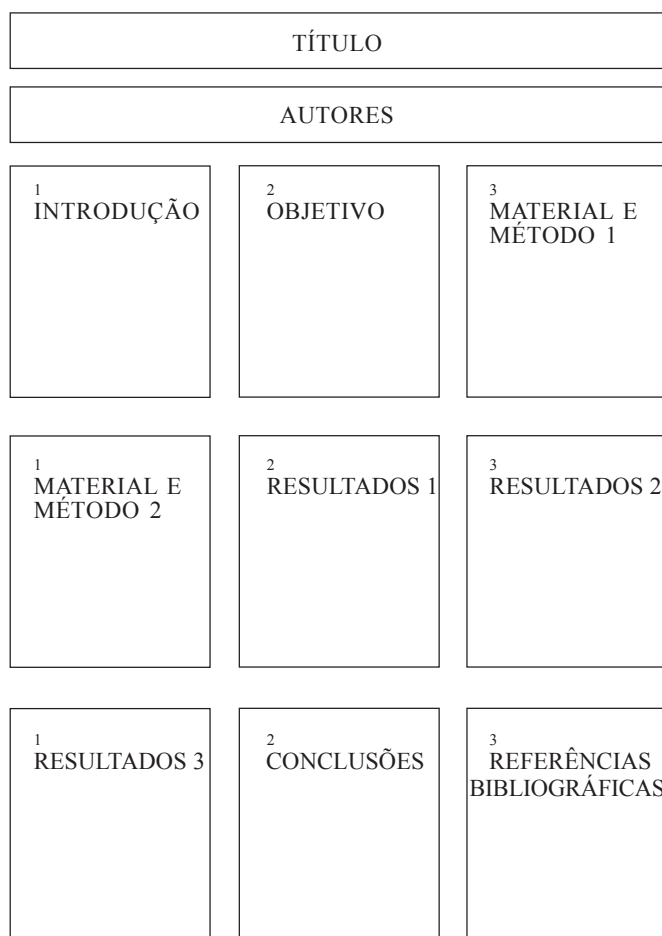 TÍTULO
AUTORES
1
INTRODUÇÃO
2
OBJETIVO
3
MATERIAL E
MÉTODO 1
1
MATERIAL E
MÉTODO 2
2
RESULTADOS 1
3
RESULTADOS 2
1
RESULTADOS 3
2
CONCLUSÕES
3
REFERÊNCIAS
BIBLIOGRÁFICAS